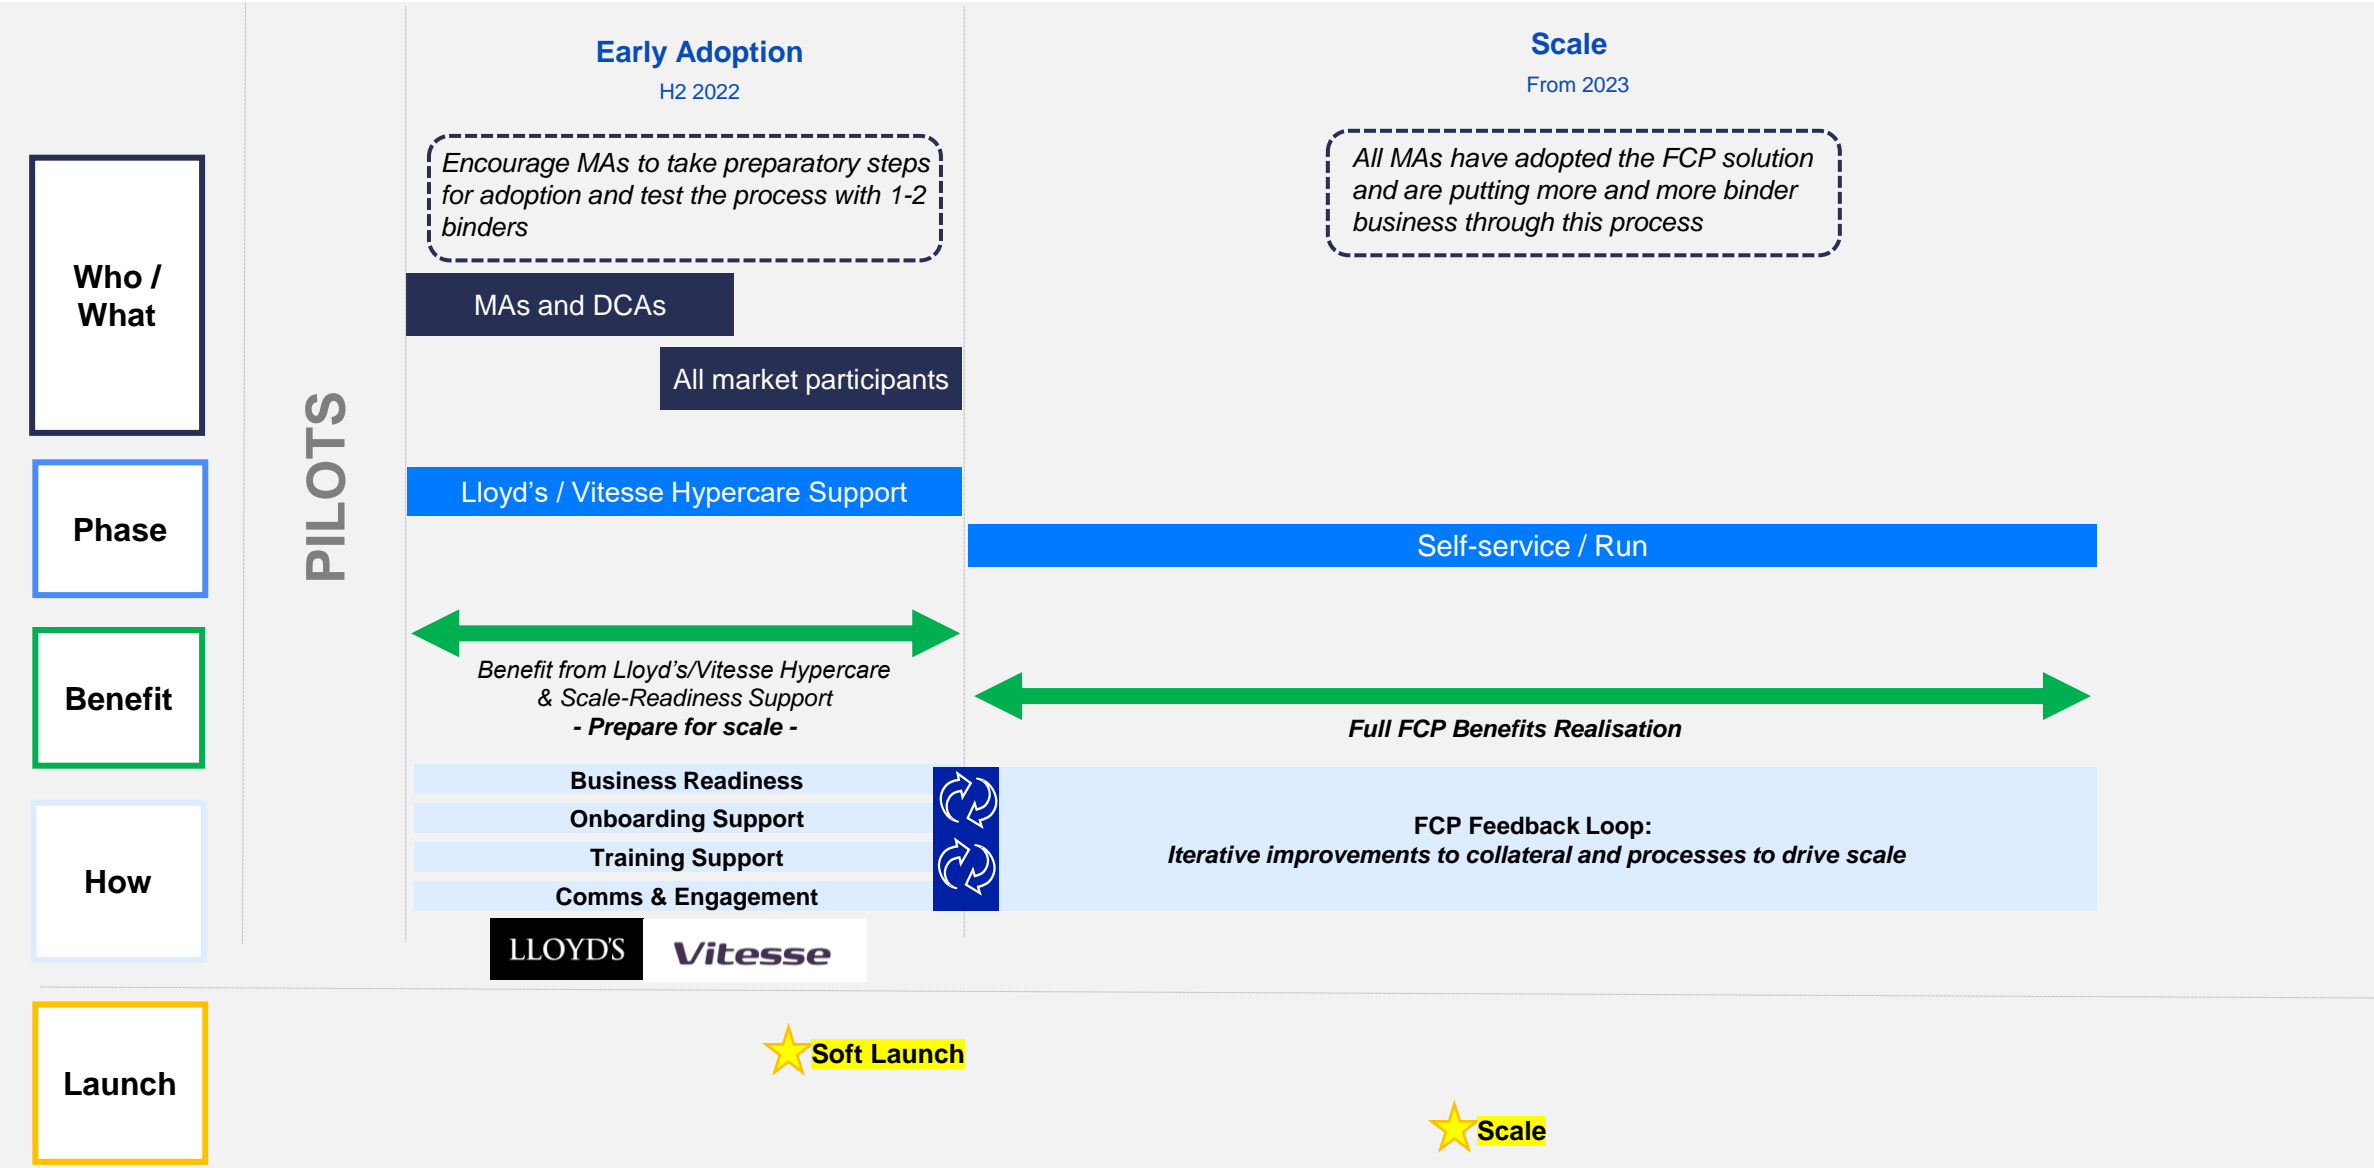 Early Adoption
H2 2022
Scale
From 2023
Who /
What
Encourage MAs to take preparatory steps
for adoption and test the process with 1-2
binders
All MAs have adopted the FCP solution
and are putting more and more binder
business through this process
MAs and DCAs
All market participants
PILOTS
Phase
Lloyd’s / Vitesse Hypercare Support
Self-service / Run
Benefit
Benefit from Lloyd’s/Vitesse Hypercare
& Scale-Readiness Support
- Prepare for scale -
Full FCP Benefits Realisation
How
Business Readiness
Onboarding Support
Training Support
Comms & Engagement
FCP Feedback Loop:
Iterative improvements to collateral and processes to drive scale
LLOYD'S
Vitesse
Launch
Soft Launch
Scale